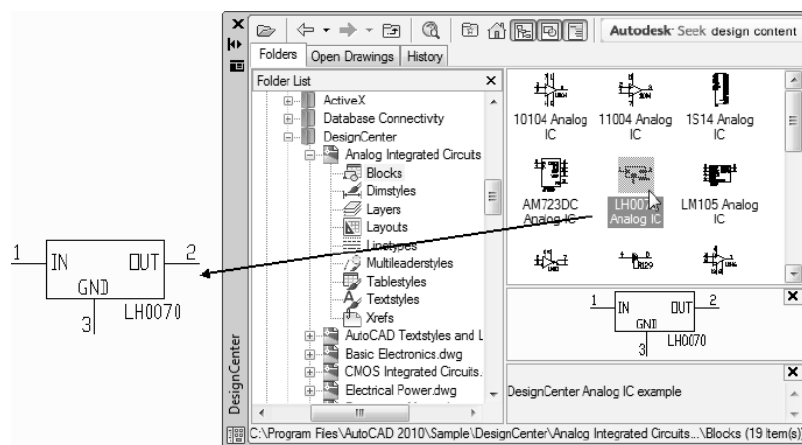 Autodesk Seek design content
Folders Open Drawings History
Folder List
ActiveX
Database Connectivity
DesignCenter
Analog Integrated Circuits
Blocks
Dimstyles
Layers
Layouts
Linetypes
Multileaderstyles
Tablestyles
Textstyles
Xrefs
AutoCAD Textstyles and L
Basic Electronics.dwg
CMOS Integrated Circuits.
Electrical Power.dwg
10104 Analog IC
11004 Analog IC
1S14 Analog IC
AM723DC Analog IC
LH007 Analog IC
LM105 Analog IC
1 IN OUT 2
GND
3 LH0070
1 IN OUT 2
GND
3 LH0070
DesignCenter Analog IC example
DesignCenter
C:\Program Files\AutoCAD 2010\Sample\DesignCenter\Analog Integrated Circuits...\Blocks (19 Item(s)